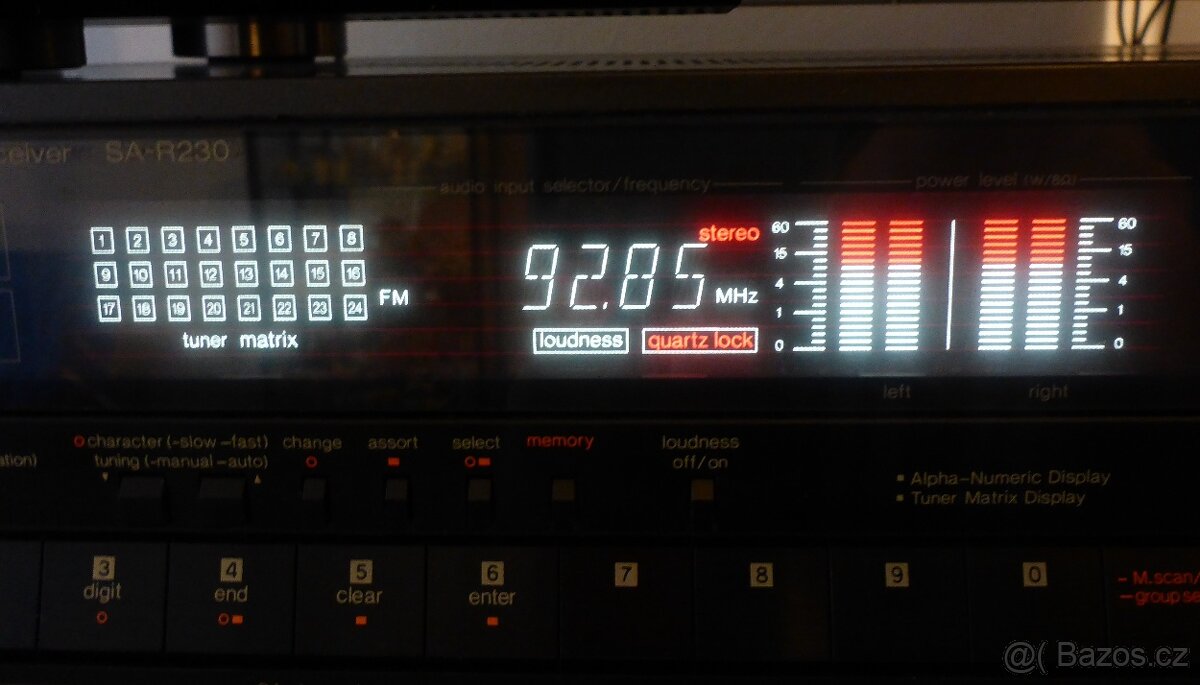 ceiver SA-R230
audio input selector/frequency
power level (w/8Ω)
1 2 3 4 5 6 7 8
9 10 11 12 13 14 15 16
17 18 19 20 21 22 23 24
FM
tuner matrix
stereo
92.85 MHz
loudness quartz lock
60 60
15 15
4 4
1 1
0 0
left right
character (-slow -fast) change assort select memory loudness
ation) tuning (-manual -auto) off/on
Alpha-Numeric Display
Tuner Matrix Display
3 4 5 6 7 8 9 0
digit end clear enter
- M.scan/
- group se
@( Bazos.cz